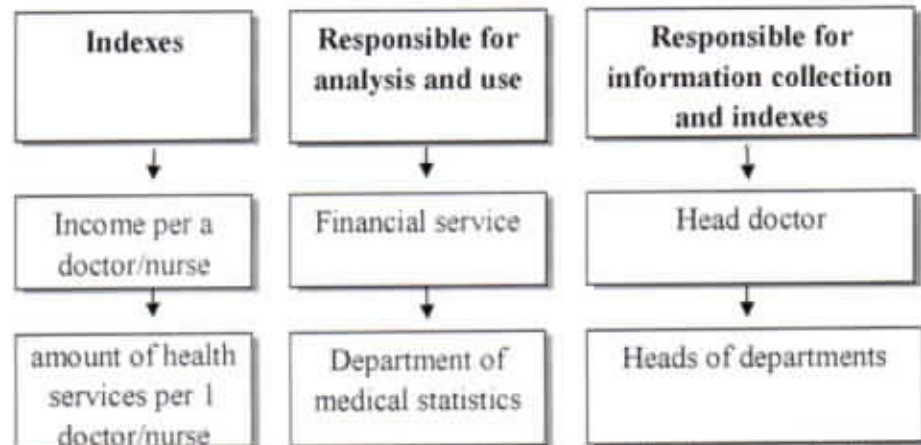 Indexes
Responsible for
analysis and use
Responsible for
information collection
and indexes
Income per a
doctor/nurse
Financial service
Head doctor
amount of health
services per 1
doctor/nurse
Department of
medical statistics
Heads of departments